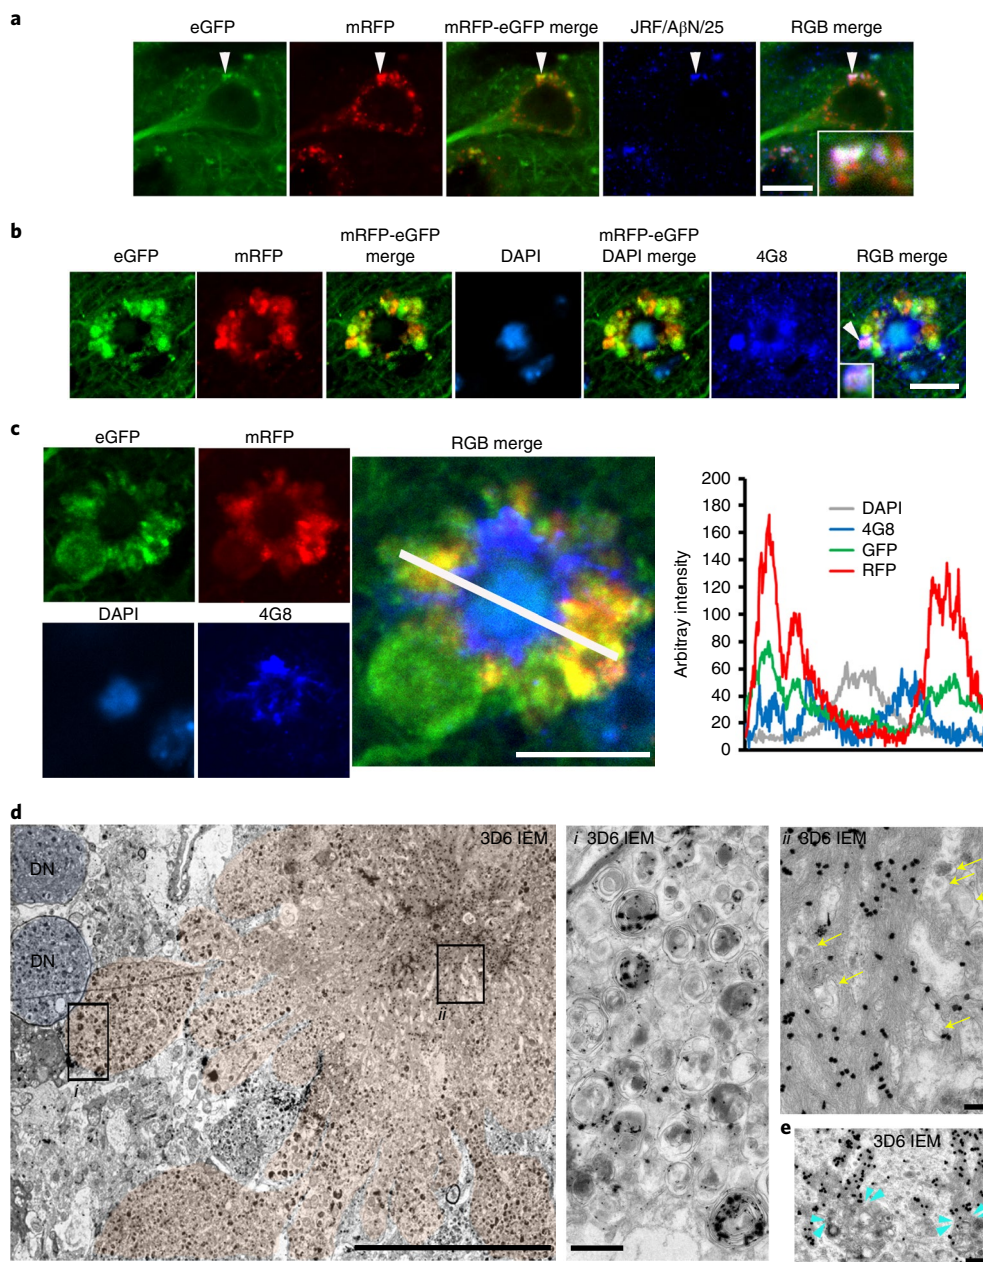 a
eGFP
mRFP
mRFP-eGFP merge
JRF/AβN/25
RGB merge
b
eGFP
mRFP
mRFP-eGFP
merge
DAPI
mRFP-eGFP
DAPI merge
4G8
RGB merge
c
eGFP
mRFP
RGB merge
DAPI
4G8
Arbitray intensity
200
180
160
140
120
100
80
60
40
20
0
DAPI
4G8
GFP
RFP
d
3D6 IEM
DN
DN
i
ii
i 3D6 IEM
ii 3D6 IEM
e
3D6 IEM